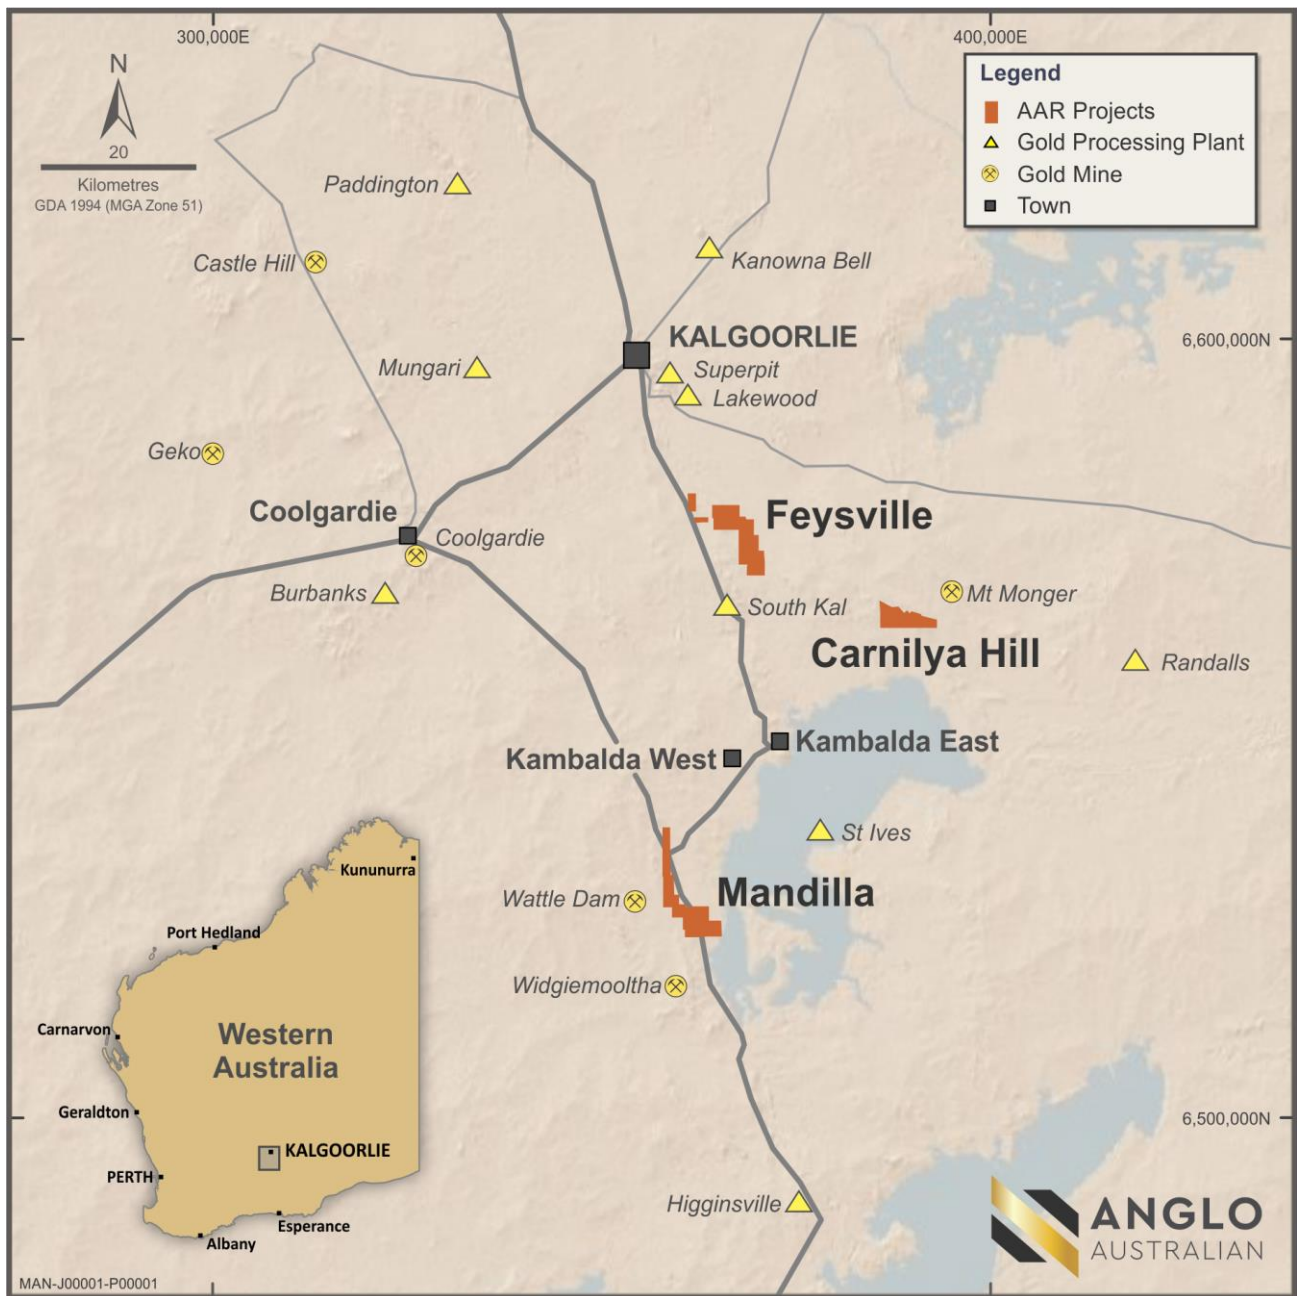 300,000E
400,000E
N
20
Kilometres
GDA 1994 (MGA Zone 51)
Legend
AAR Projects
Gold Processing Plant
Gold Mine
Town
Paddington
Castle Hill
Kanowna Bell
KALGOORLIE
6,600,000N
Mungari
Superpit
Lakewood
Geko
Coolgardie
Feysville
Coolgardie
Burbanks
South Kal
Mt Monger
Carnilya Hill
Randalls
Kambalda East
Kambalda West
St Ives
Wattle Dam
Mandilla
Widgiemooltha
6,500,000N
Higginsville
Kununurra
Port Hedland
Carnarvon
Western
Australia
Geraldton
KALGOORLIE
PERTH
Esperance
Albany
ANGLO
AUSTRALIAN
MAN-J00001-P00001